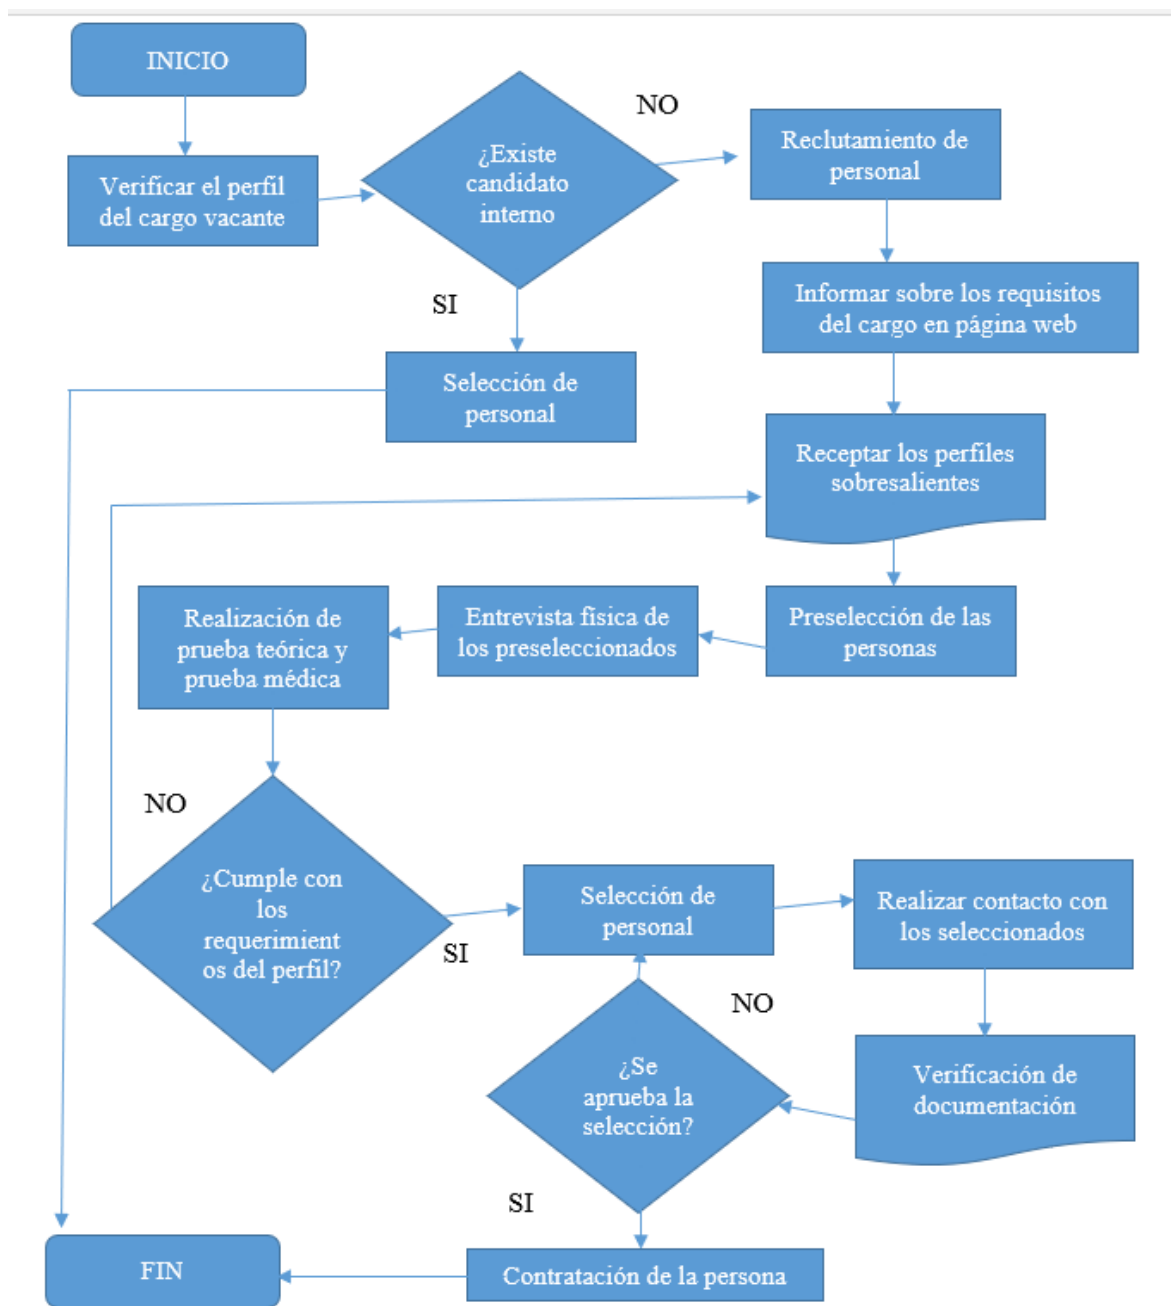 INICIO
Verificar el perfil
del cargo vacante
¿Existe
candidato
interno
NO
Reclutamiento de
personal
Informar sobre los requisitos
del cargo en página web
SI
Selección de
personal
Receptar los perfiles
sobresalientes
Preselección de las
personas
Entrevista física de
los preseleccionados
Realización de
prueba teórica y
prueba médica
NO
¿Cumple con
los
requerimient
os del perfil?
SI
Selección de
personal
Realizar contacto con
los seleccionados
Verificación de
documentación
NO
¿Se
aprueba la
selección?
SI
Contratación de la persona
FIN